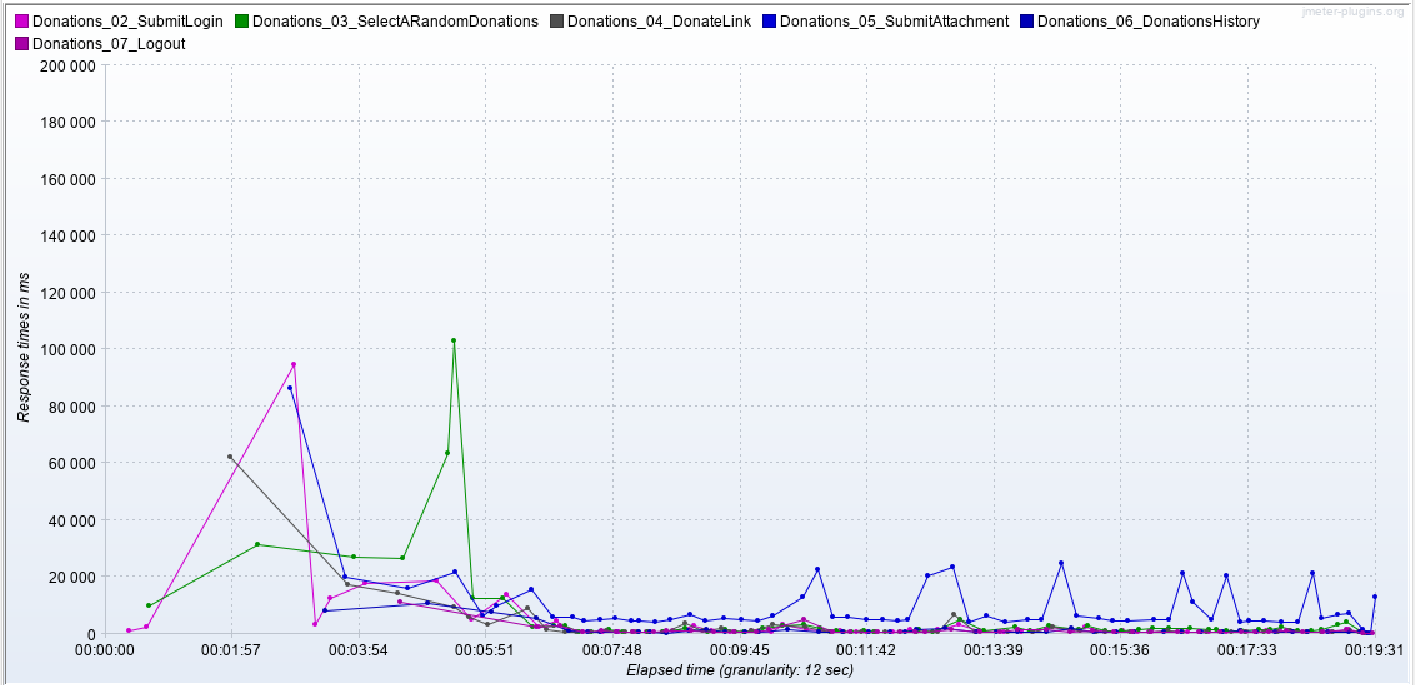 Donations_02_SubmitLogin Donations_03_SelectARandomDonations Donations_04_DonateLink Donations_05_SubmitAttachment Donations_06_DonationsHistory
jmeter-plugins.org
Donations_07_Logout
200 000
180 000
160 000
140 000
120 000
100 000
80 000
60 000
40 000
20 000
0
Response times in ms
00:00:00 00:01:57 00:03:54 00:05:51 00:07:48 00:09:45 00:11:42 00:13:39 00:15:36 00:17:33 00:19:31
Elapsed time (granularity: 12 sec)